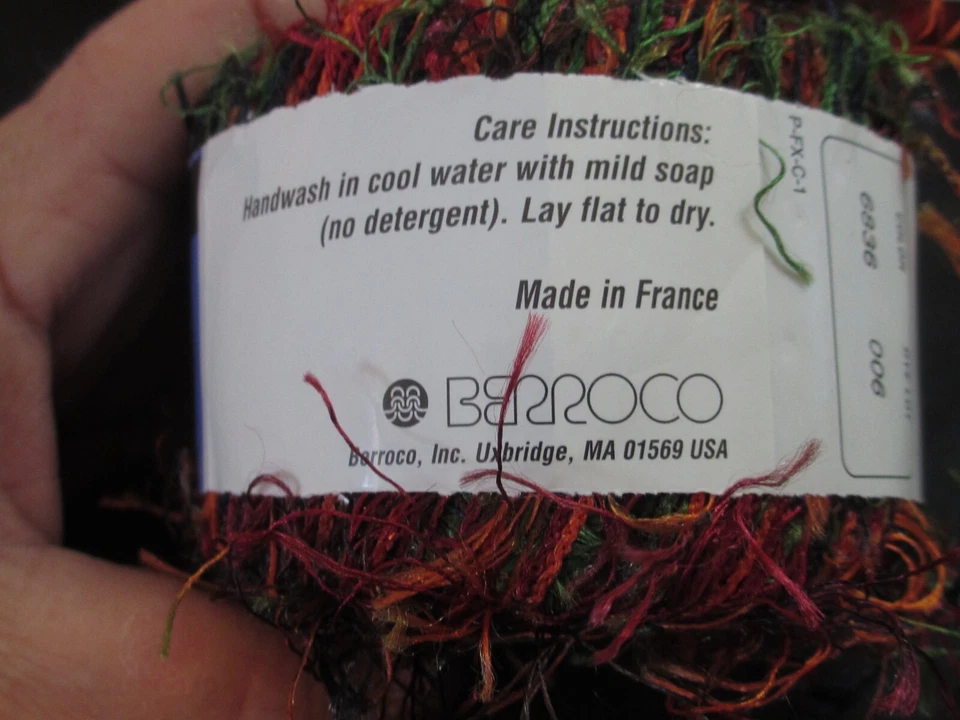 Care Instructions:
Handwash in cool water with mild soap
(no detergent). Lay flat to dry.
Made in France
BERROCO
Berroco, Inc. Uxbridge, MA 01569 USA
P-FX-C-1
6836 006